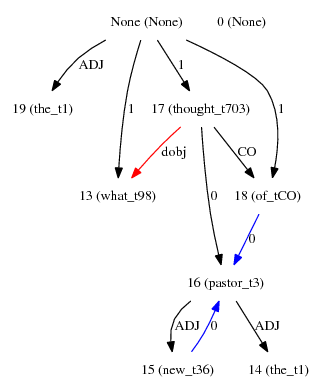 None (None) 0 (None)
ADJ 1 1 1
19 (the_t1) 17 (thought_t703)
dobj CO
13 (what_t98) 0 18 (of_tCO)
0
16 (pastor_t3)
ADJ 0 ADJ
15 (new_t36) 14 (the_t1)